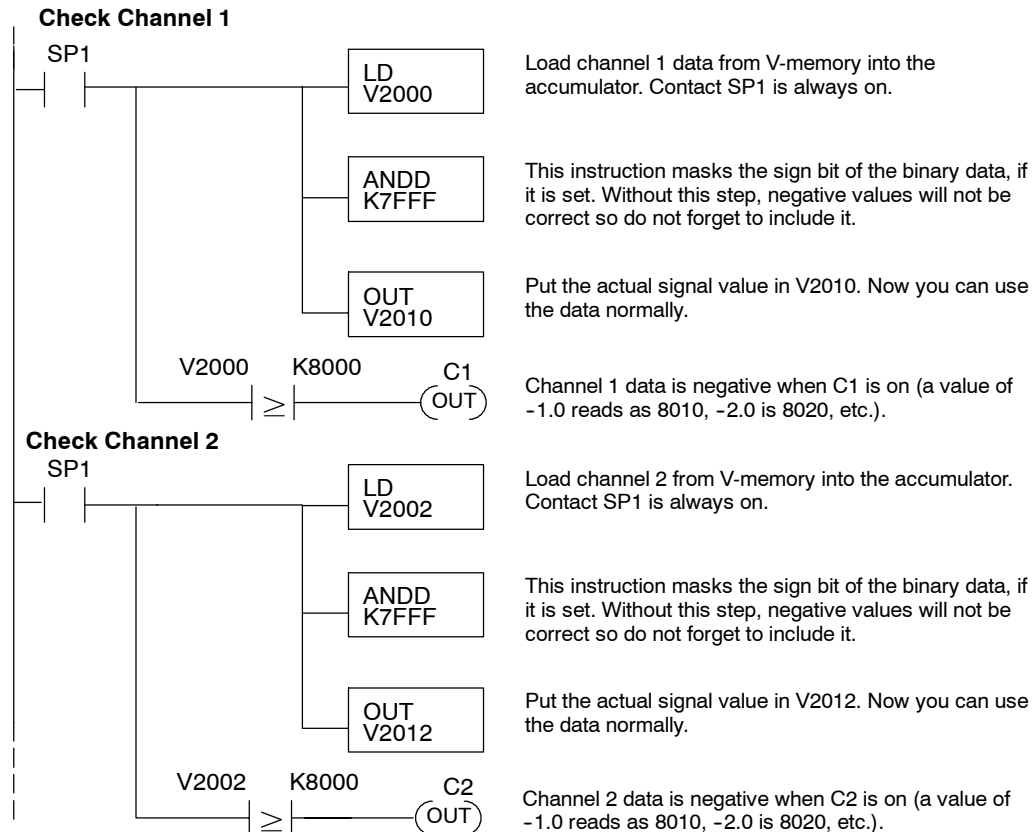 Check Channel 1
SP1
LD
V2000
Load channel 1 data from V-memory into the
accumulator. Contact SP1 is always on.
ANDD
K7FFF
This instruction masks the sign bit of the binary data, if
it is set. Without this step, negative values will not be
correct so do not forget to include it.
OUT
V2010
Put the actual signal value in V2010. Now you can use
the data normally.
V2000 K8000 C1
≥ OUT
Channel 1 data is negative when C1 is on (a value of
--1.0 reads as 8010, --2.0 is 8020, etc.).
Check Channel 2
SP1
LD
V2002
Load channel 2 from V-memory into the accumulator.
Contact SP1 is always on.
ANDD
K7FFF
This instruction masks the sign bit of the binary data, if
it is set. Without this step, negative values will not be
correct so do not forget to include it.
OUT
V2012
Put the actual signal value in V2012. Now you can use
the data normally.
V2002 K8000 C2
≥ OUT
Channel 2 data is negative when C2 is on (a value of
--1.0 reads as 8010, --2.0 is 8020, etc.).